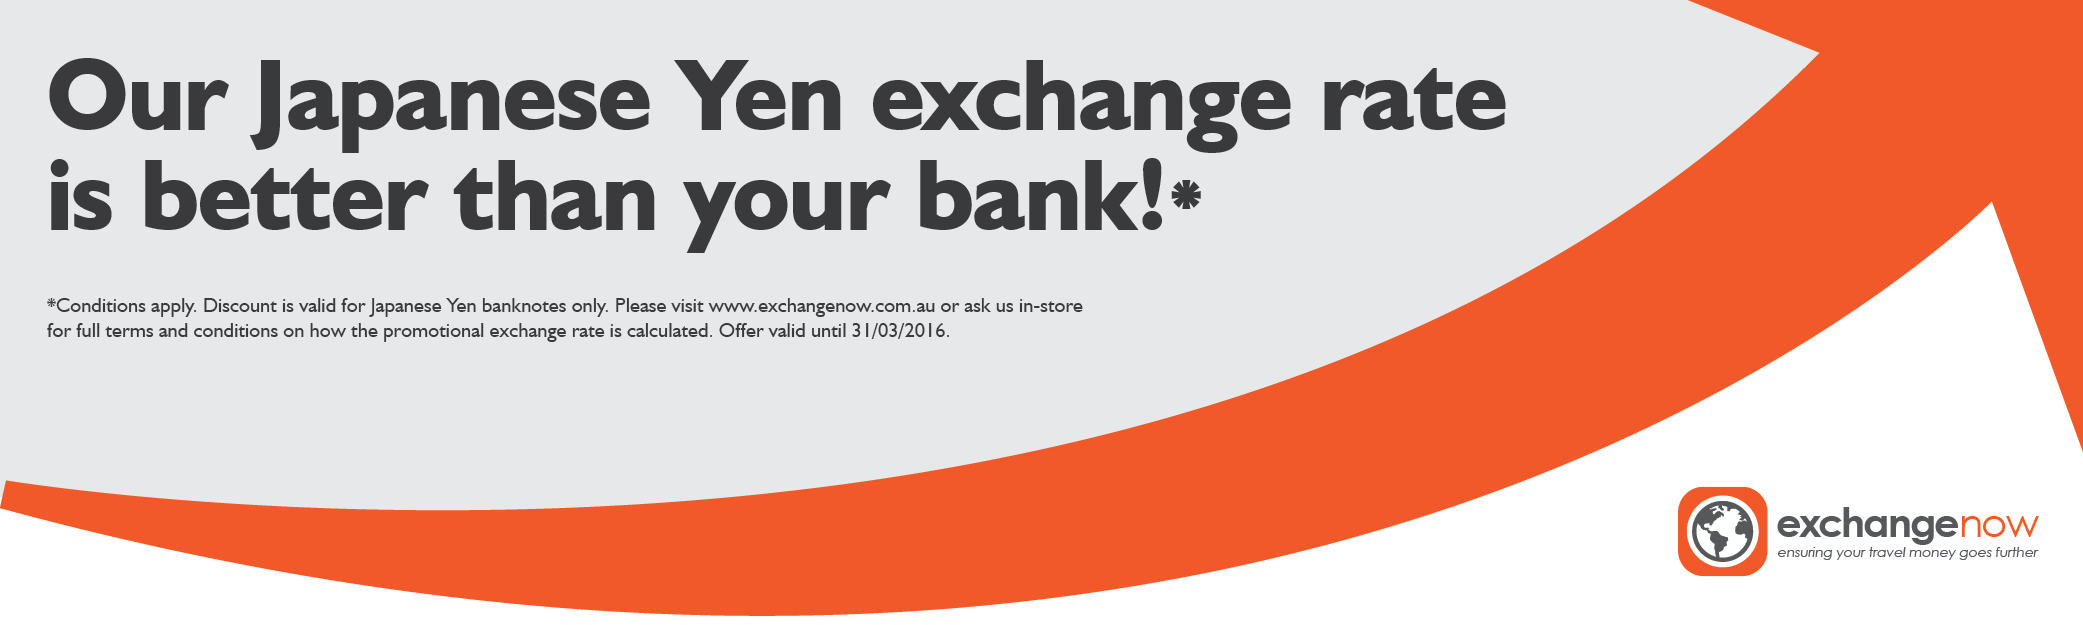 Our Japanese Yen exchange rate
is better than your bank!*
*Conditions apply. Discount is valid for Japanese Yen banknotes only. Please visit www.exchangenow.com.au or ask us in-store
for full terms and conditions on how the promotional exchange rate is calculated. Offer valid until 31/03/2016.
exchangenow
ensuring your travel money goes further